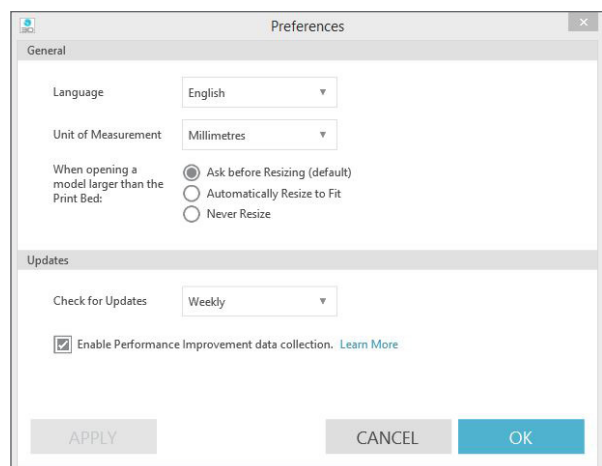 Preferences
General
Language
English
Unit of Measurement
Millimetres
When opening a
model larger than the
Print Bed:
Ask before Resizing (default)
Automatically Resize to Fit
Never Resize
Updates
Check for Updates
Weekly
Enable Performance Improvement data collection. Learn More
APPLY
CANCEL
OK